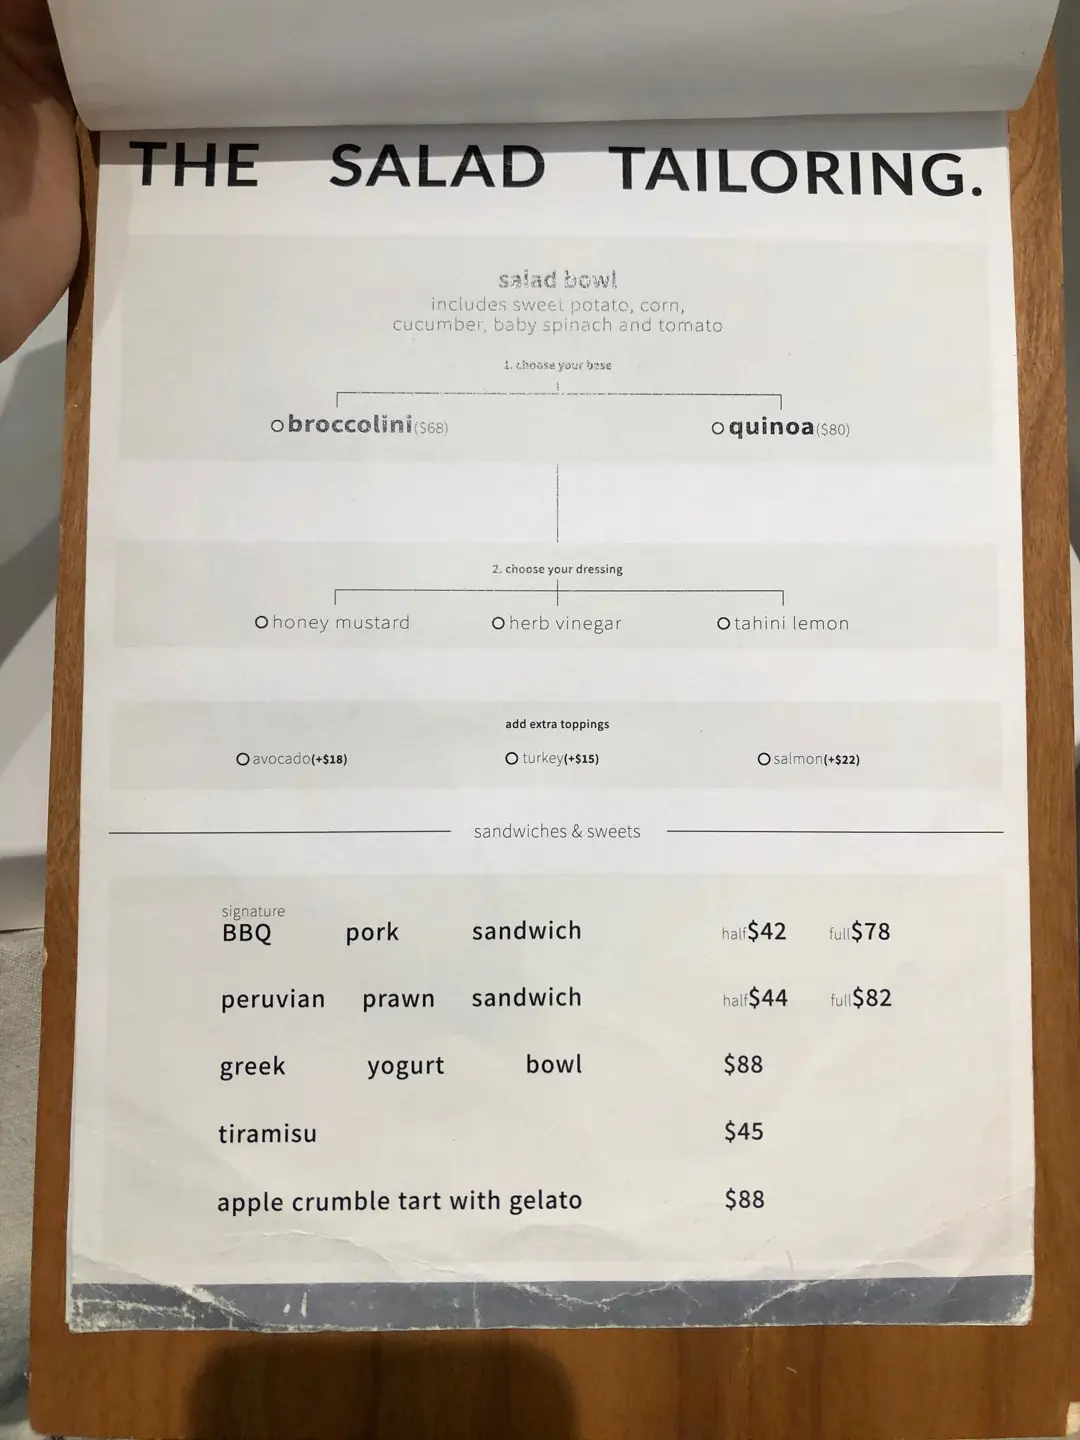 THE SALAD TAILORING.
salad bowl
includes sweet potato, corn,
cucumber, baby spinach and tomato
1. choose your base
broccolini($68) quinoa($80)
2. choose your dressing
honey mustard herb vinegar tahini lemon
add extra toppings
avocado(+$18) turkey(+$15) salmon(+$22)
sandwiches & sweets
signature
BBQ pork sandwich half$42 full$78
peruvian prawn sandwich half$44 full$82
greek yogurt bowl $88
tiramisu $45
apple crumble tart with gelato $88